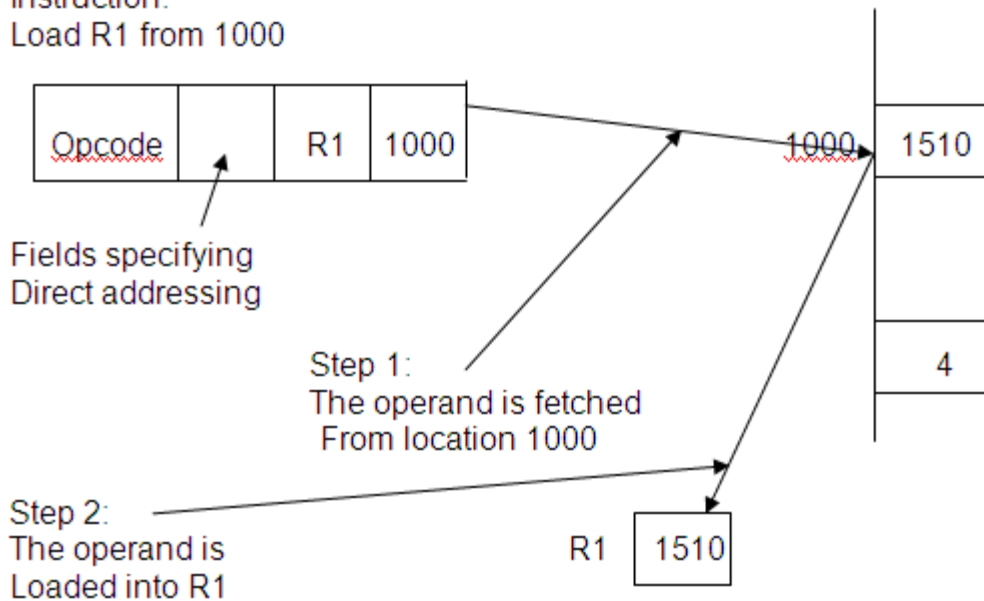 Instruction:
Load R1 from 1000
Opcode R1 1000
1000 1510
Fields specifying
Direct addressing
Step 1:
The operand is fetched
From location 1000
4
Step 2:
The operand is
Loaded into R1
R1 1510